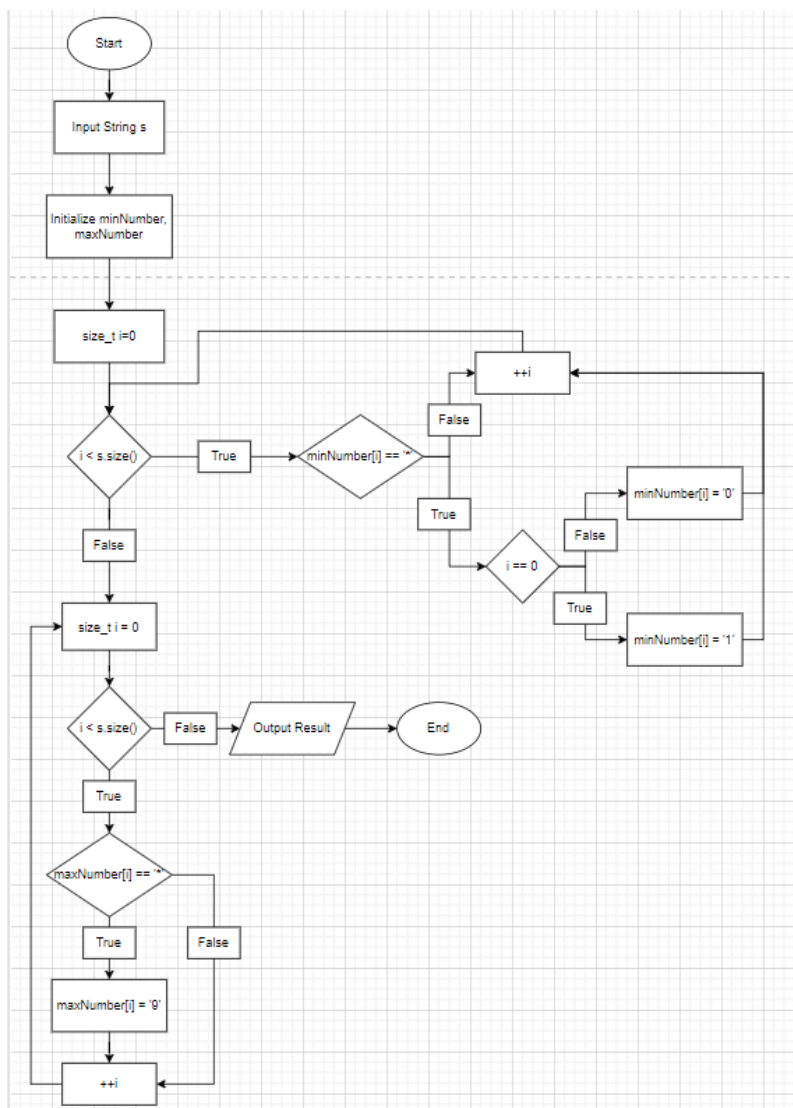 Start
Input String s
Initialize minNumber,
maxNumber
size_t i=0
++i
False
i < s.size()
True
minNumber[i] == '*'
True
minNumber[i] = '0'
False
i == 0
False
True
minNumber[i] = '1'
size_t i = 0
i < s.size()
False
Output Result
End
True
maxNumber[i] == '*'
True
False
maxNumber[i] = '9'
++i